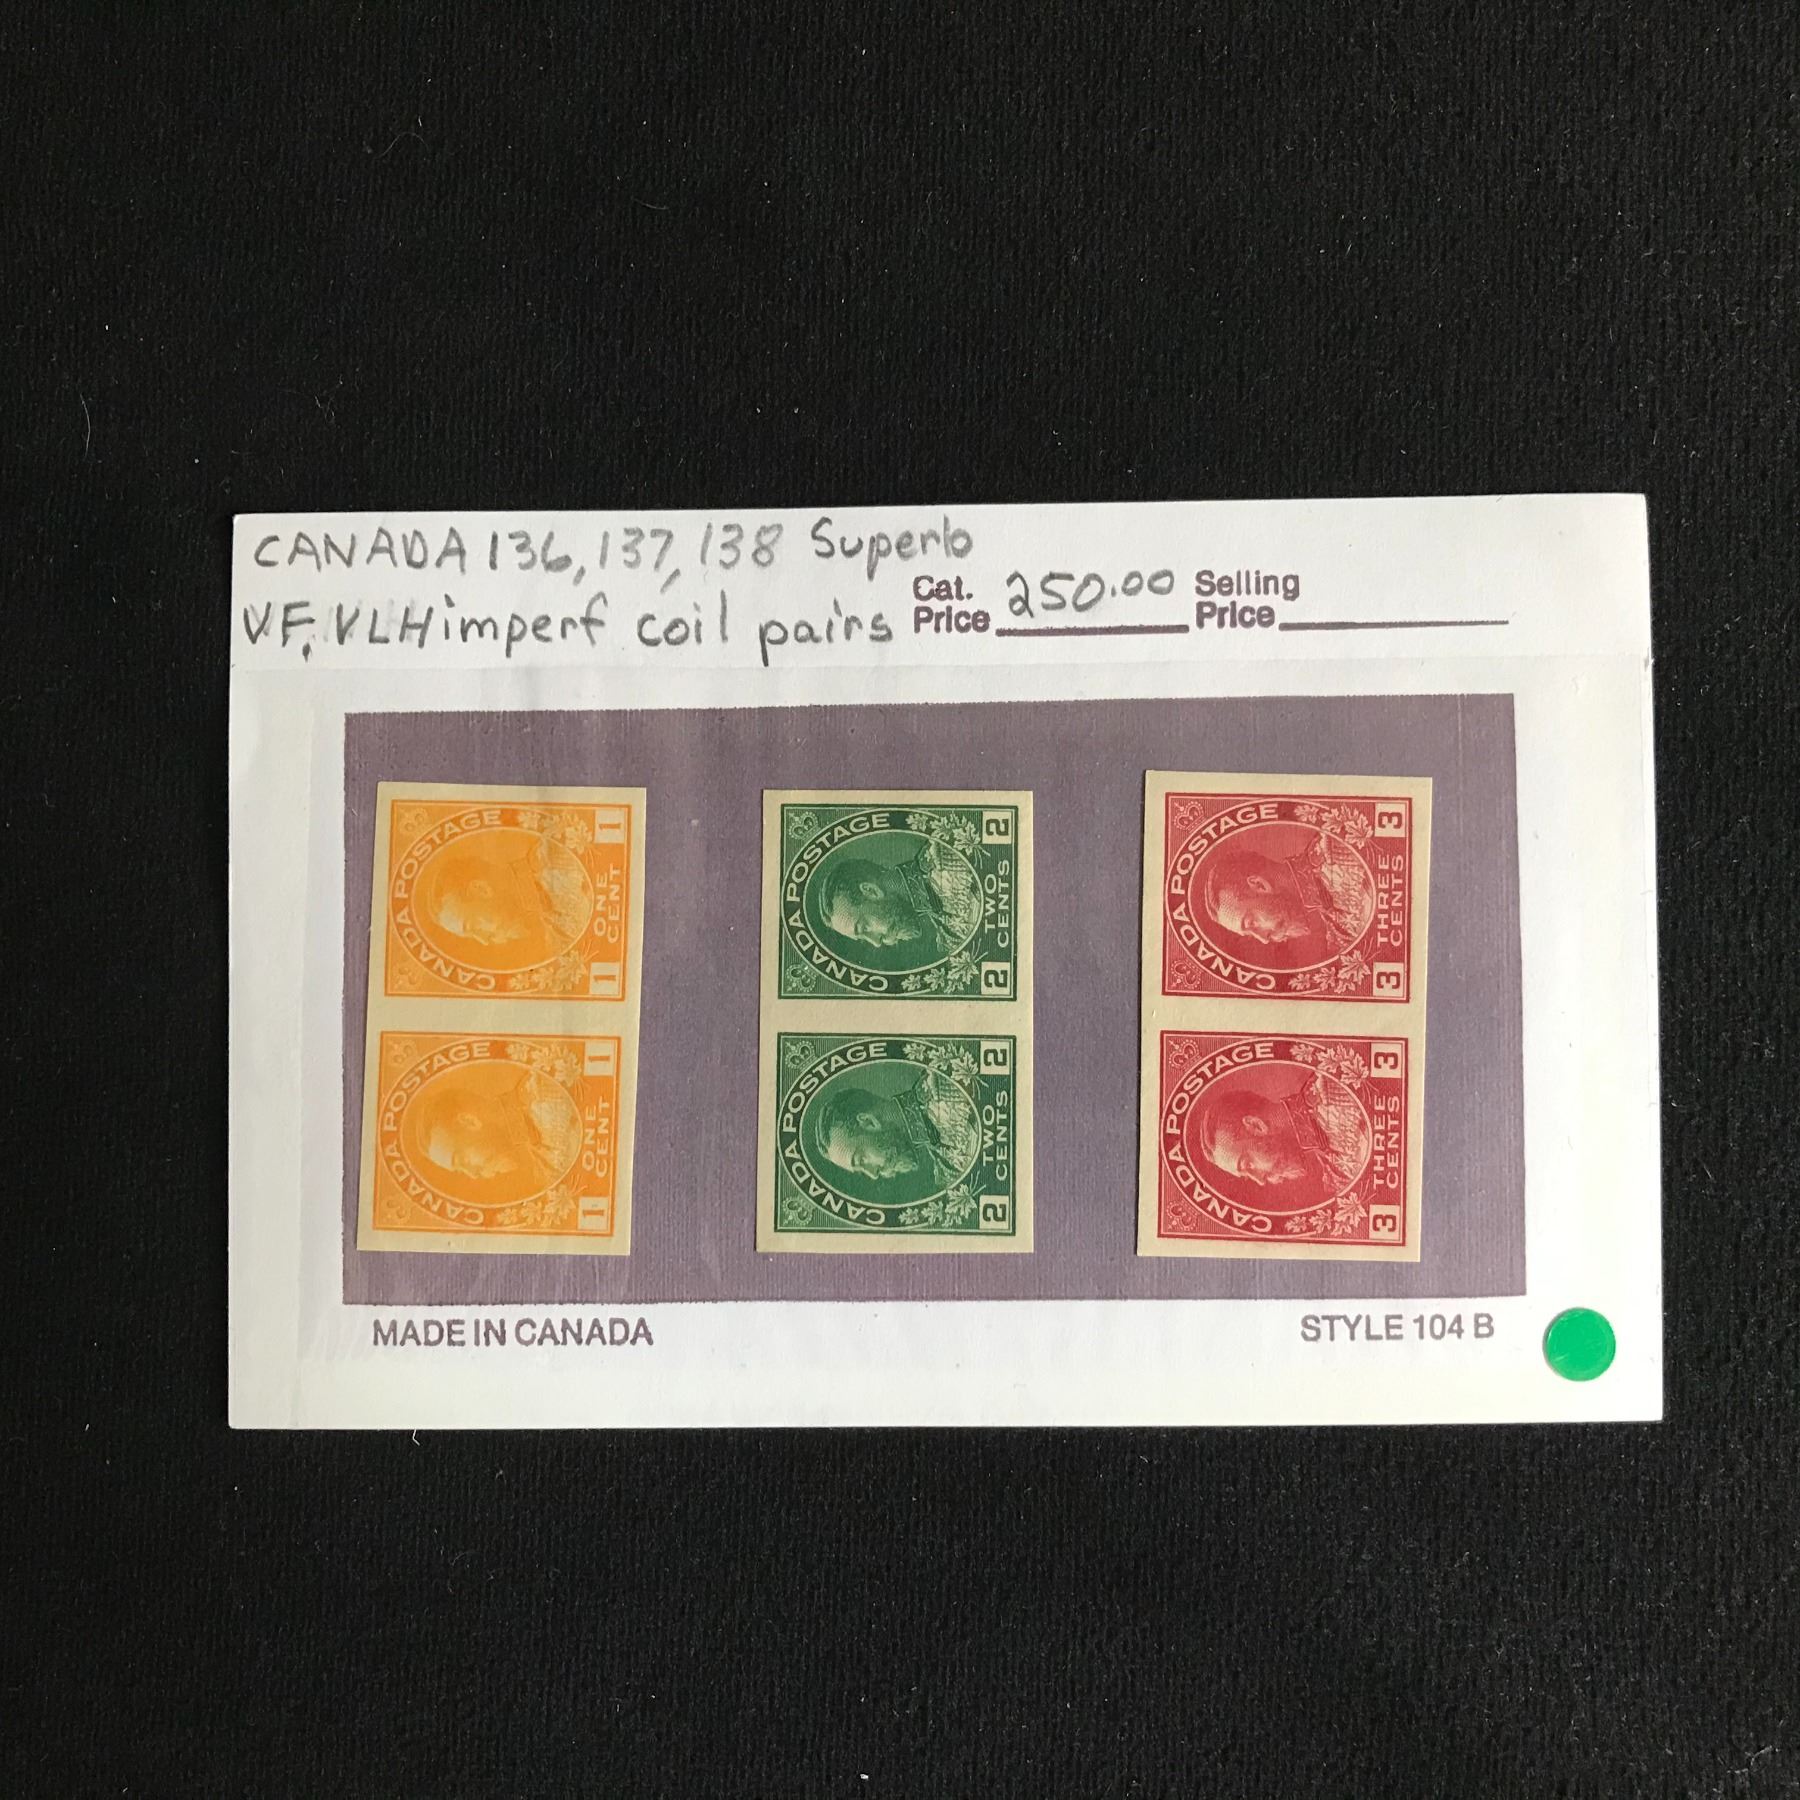 CANADA 136, 137, 138 Superb
VF, VLH imperf coil pairs
Cat. Price 250.00 Selling Price
CANADA POSTAGE
1 ONE CENT 1
CANADA POSTAGE
1 ONE CENT 1
CANADA POSTAGE
2 TWO CENTS 2
CANADA POSTAGE
2 TWO CENTS 2
CANADA POSTAGE
3 THREE CENTS 3
CANADA POSTAGE
3 THREE CENTS 3
MADE IN CANADA
STYLE 104 B